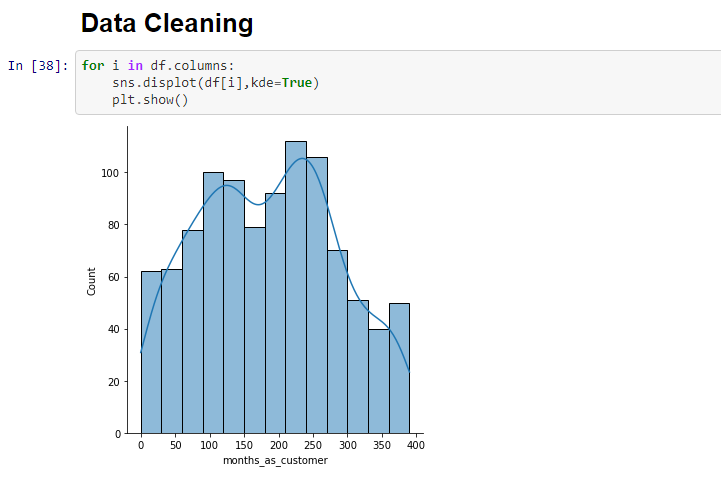 Data Cleaning
In [38]: for i in df.columns:
    sns.displot(df[i],kde=True)
    plt.show()
100
80
60
40
20
0
Count
0 50 100 150 200 250 300 350 400
months_as_customer